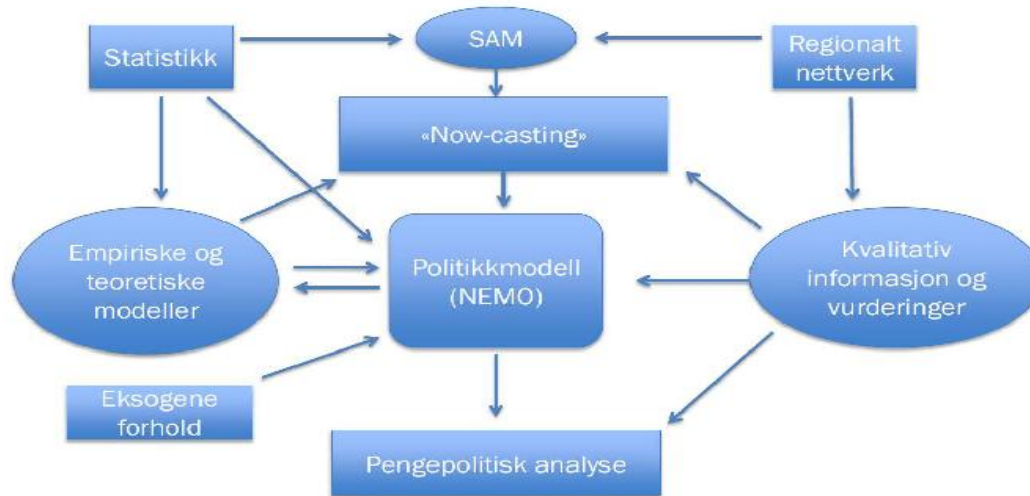 SAM
Statistikk
Regionalt
nettverk
«Now-casting»
Empiriske og
teoretiske
modeller
Politikkmodell
(NEMO)
Kvalitativ
informasjon og
vurderinger
Eksogene
forhold
Pengepolitisk analyse